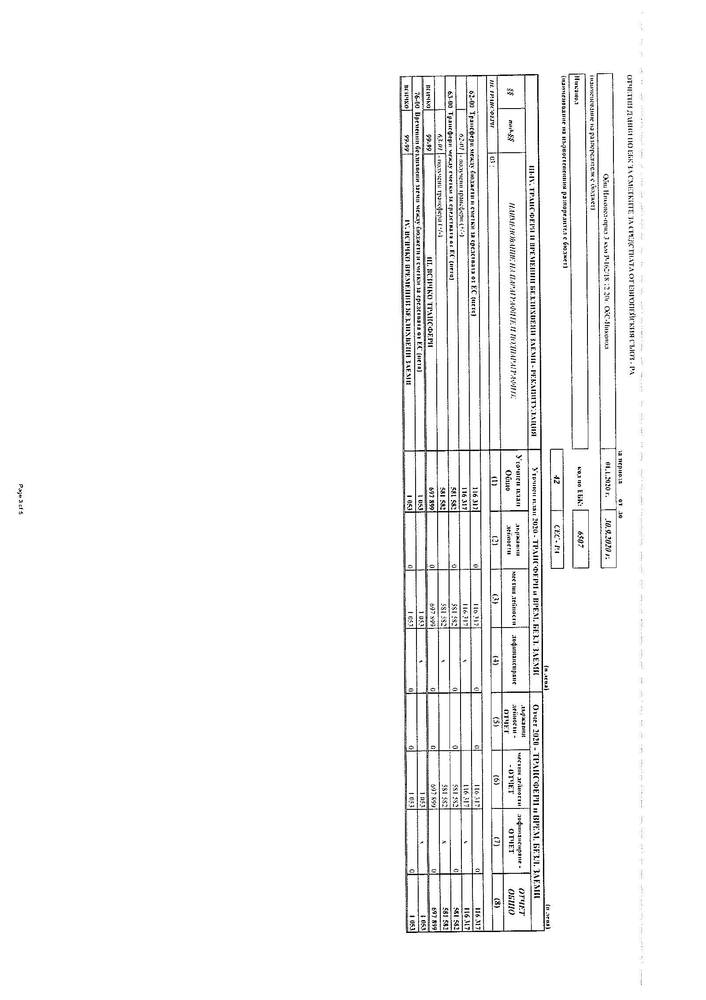 ОТЧЕТНИ ДАННИ ПО ЕБК ЗА СМЕТКИТЕ ЗА СРЕДСТВАТА ОТ ЕВРОПЕЙСКИЯ СЪЮЗ - РА
за периода от до
Общ Никопол-прил.3 към Р-162/18.12.20г. ОбС-Никопол 01.1.2020 г. 30.9.2020 г.
(наименование на разпоредителя с бюджет)
Никопол код по ЕБК: 6507
(наименование на първостепенния разпоредител с бюджет)
42 СЕС - РА
(в лева) (в лева)
III-IV. ТРАНСФЕРИ И ВРЕМЕННИ БЕЗЛИХВЕНИ ЗАЕМИ - РЕКАПИТУЛАЦИЯ Уточнен план 2020 - ТРАНСФЕРИ и ВРЕМ. БЕЗЛ. ЗАЕМИ Отчет 2020 - ТРАНСФЕРИ и ВРЕМ. БЕЗЛ. ЗАЕМИ
§§ под-§§ НАИМЕНОВАНИЕ НА ПАРАГРАФИТЕ И ПОДПАРАГРАФИТЕ Уточнен план Общо държавни дейности местни дейности дофинансиране държавни дейности - ОТЧЕТ местни дейности - ОТЧЕТ дофинансиране - ОТЧЕТ ОТЧЕТ ОБЩО
III. ТРАНСФЕРИ 03 (1) (2) (3) (4) (5) (6) (7) (8)
62-00 Трансфери между бюджети и сметки за средствата от ЕС (нето) 116 317 0 116 317 0 0 116 317 0 116 317
62-01 - получени трансфери (+/-) 116 317 116 317 x 116 317 x 116 317
63-00 Трансфери между сметки за средствата от ЕС (нето) 581 582 0 581 582 0 0 581 582 0 581 582
63-01 - получени трансфери (+/-) 581 582 581 582 x 581 582 x 581 582
всичко 99-99 III. ВСИЧКО ТРАНСФЕРИ 697 899 0 697 899 0 0 697 899 0 697 899
76-00 Временни безлихвени заеми между бюджети и сметки за средствата от ЕС (нето) 1 053 1 053 x 1 053 x 1 053
всичко 99-99 IV. ВСИЧКО ВРЕМЕННИ БЕЗЛИХВЕНИ ЗАЕМИ 1 053 0 1 053 0 0 1 053 0 1 053
Page 3 of 5